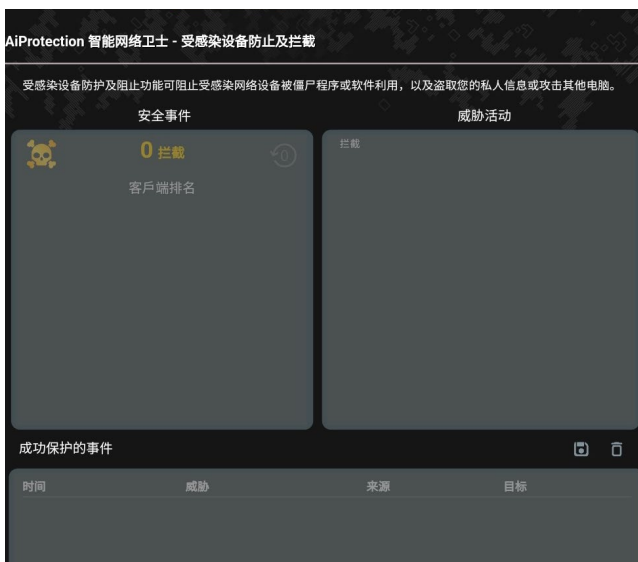 AiProtection 智能网络卫士 - 受感染设备防止及拦截
受感染设备防护及阻止功能可阻止受感染网络设备被僵尸程序或软件利用，以及盗取您的私人信息或攻击其他电脑。
安全事件
威胁活动
0 拦截
0
客戶端排名
拦截
成功保护的事件
时间 威胁 来源 目标